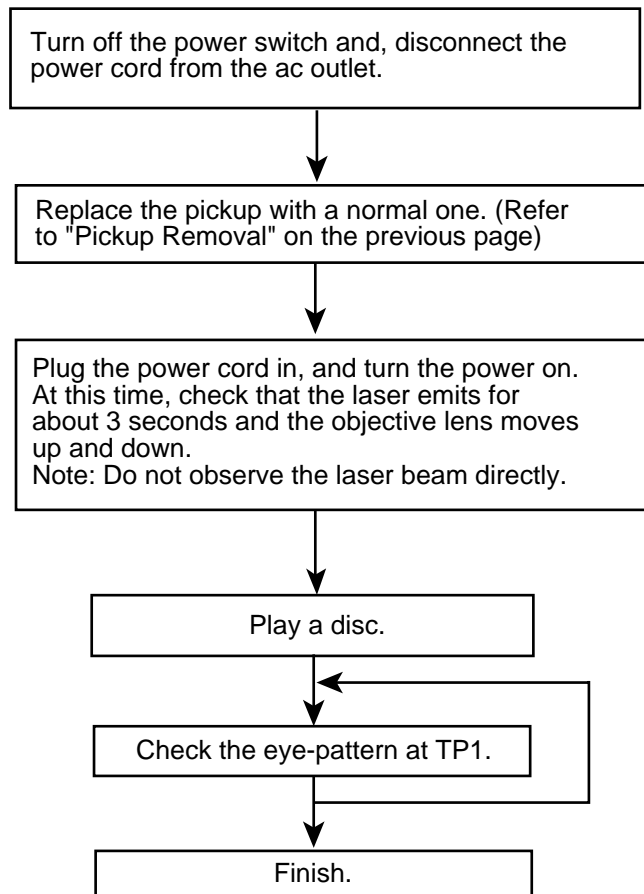 Turn off the power switch and, disconnect the
power cord from the ac outlet.
Replace the pickup with a normal one. (Refer
to "Pickup Removal" on the previous page)
Plug the power cord in, and turn the power on.
At this time, check that the laser emits for
about 3 seconds and the objective lens moves
up and down.
Note: Do not observe the laser beam directly.
Play a disc.
Check the eye-pattern at TP1.
Finish.